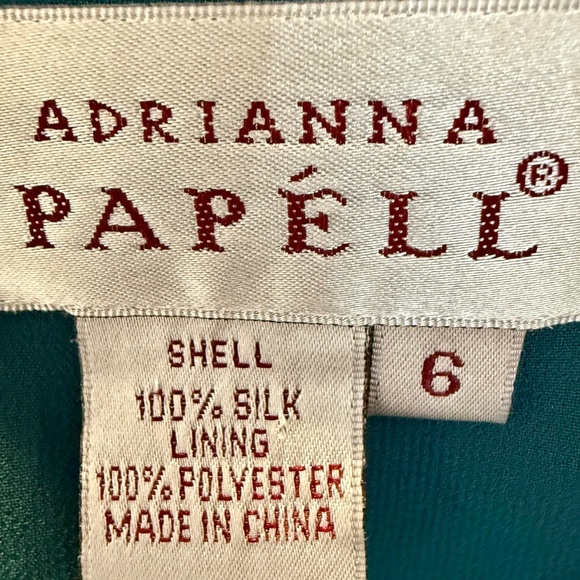 ADRIANNA
PAPÉLL®
SHELL
100% SILK
LINING
100% POLYESTER
MADE IN CHINA
6